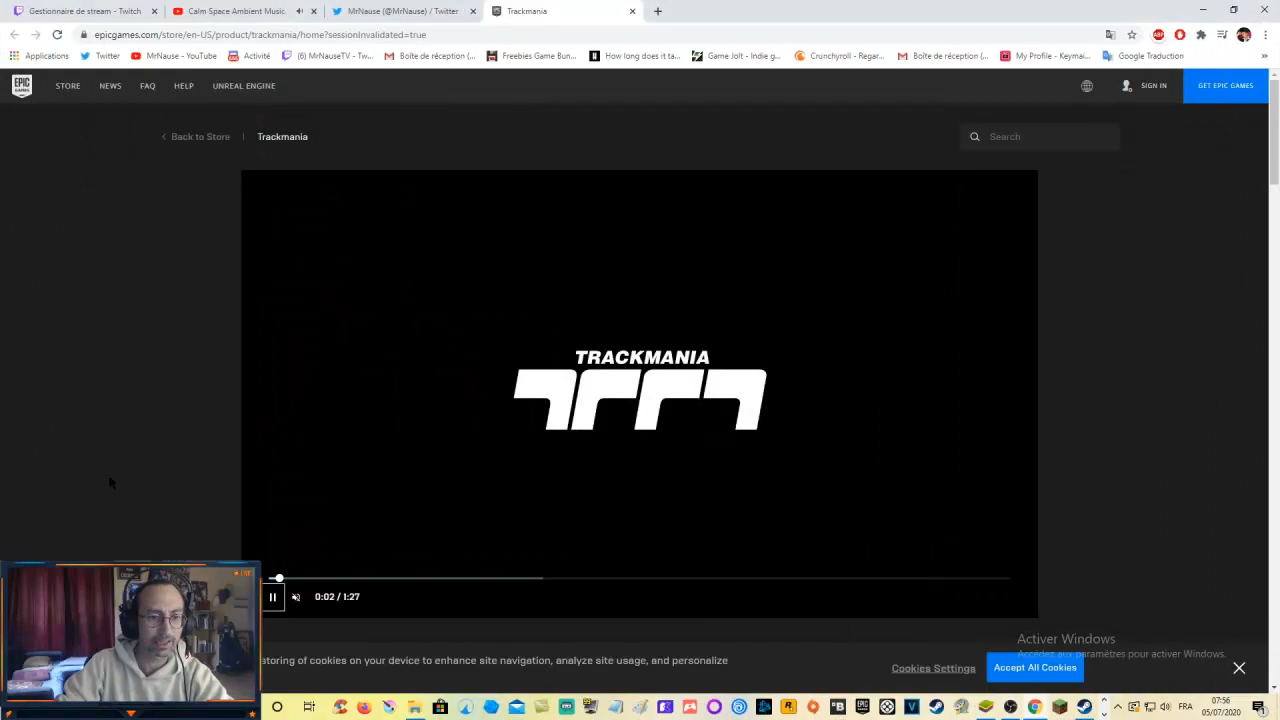 Gestionnaire de stream - Twitch
Calm Space Ambient Music.
MrNause (@MrNause) / Twitter
Trackmania
epicgames.com/store/en-US/product/trackmania/home?sessionInvalidated=true
Applications
Twitter
MrNause - YouTube
Activité
(6) MrNauseTV - Tw...
Boîte de réception (...
Freebies Game Bun...
How long does it ta...
Game Jolt - Indie g...
Crunchyroll - Regar...
Boîte de réception (...
My Profile - Keymai...
Google Traduction
EPIC GAMES
STORE
NEWS
FAQ
HELP
UNREAL ENGINE
SIGN IN
GET EPIC GAMES
Back to Store
Trackmania
Search
TRACKMANIA
0:02 / 1:27
LIVE
atoring of cookies on your device to enhance site navigation, analyze site usage, and personalize
Cookies Settings
Accept All Cookies
Activer Windows
Accédez aux paramètres pour activer Windows.
FR
07:56
05/07/2020